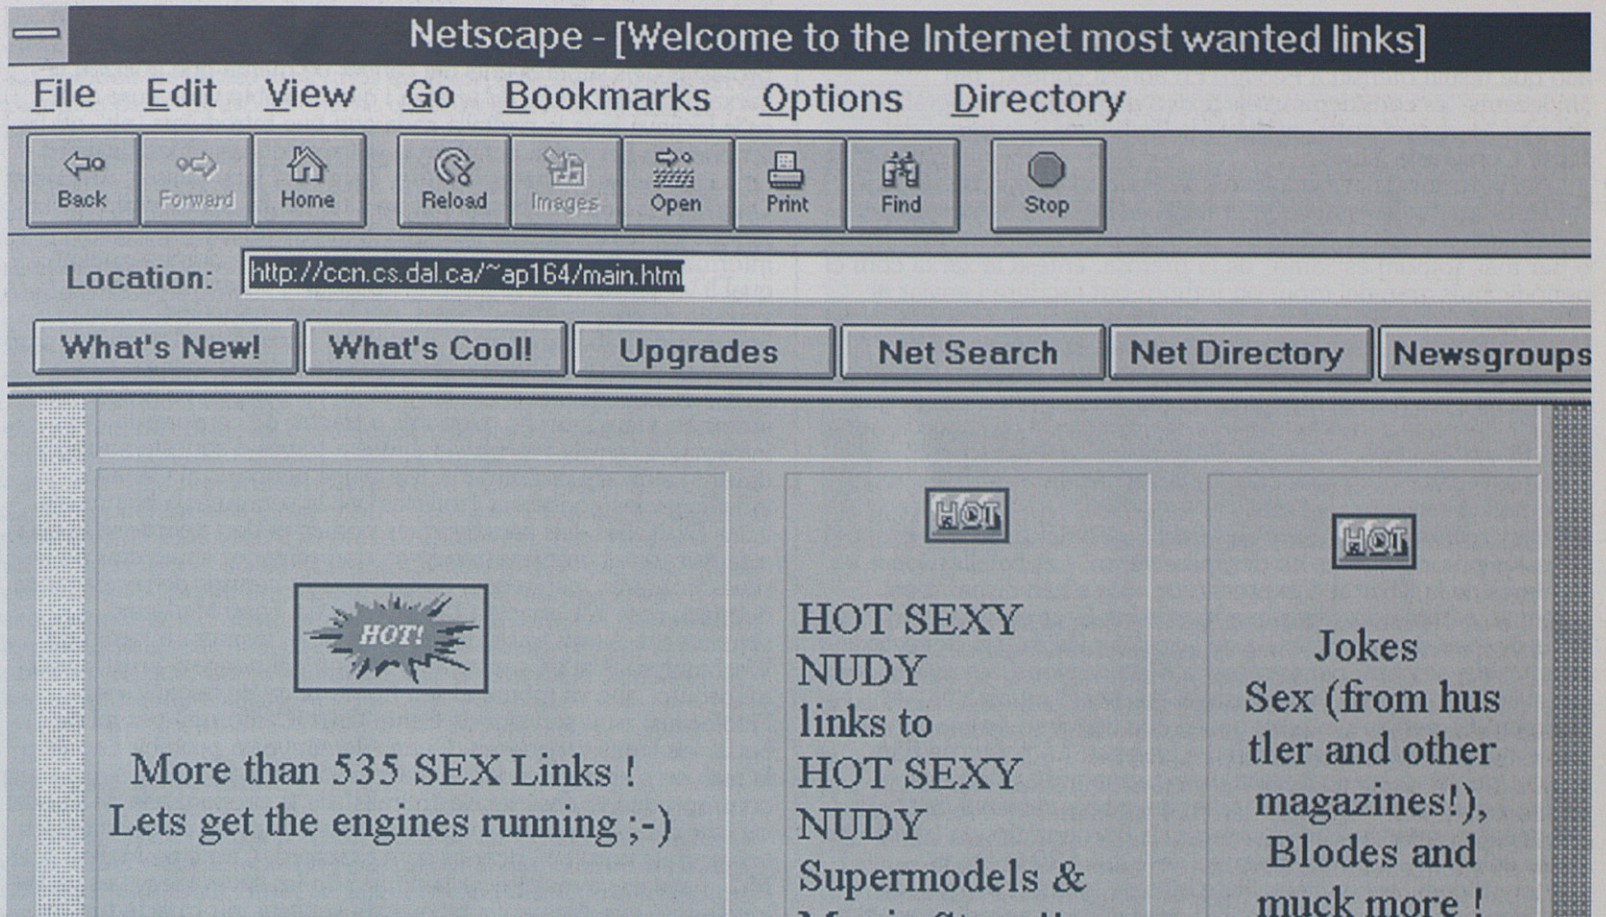 Netscape - [Welcome to the Internet most wanted links]
File Edit View Go Bookmarks Options Directory
Back Forward Home Reload Images Open Print Find Stop
Location: http://ccn.cs.dal.ca/~ap164/main.htm
What's New! What's Cool! Upgrades Net Search Net Directory Newsgroups
HOT!
More than 535 SEX Links !
Lets get the engines running ;-)
HOT
HOT SEXY
NUDY
links to
HOT SEXY
NUDY
Supermodels &
HOT
Jokes
Sex (from hus
tler and other
magazines!),
Blodes and
muck more !